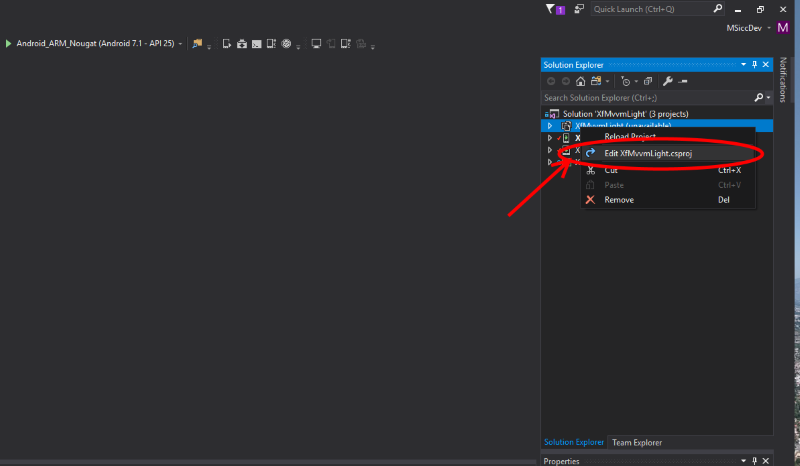 1
Quick Launch (Ctrl+Q)
MSiccDev
M
Android_ARM_Nougat (Android 7.1 - API 25)
Solution Explorer
Notifications
Search Solution Explorer (Ctrl+;)
Solution 'XfMvvmLight' (3 projects)
XfMvvmLight (unavailable)
X
Reload Project
X
Edit XfMvvmLight.csproj
X
Cut Ctrl+X
Paste Ctrl+V
Remove Del
Solution Explorer Team Explorer
Properties